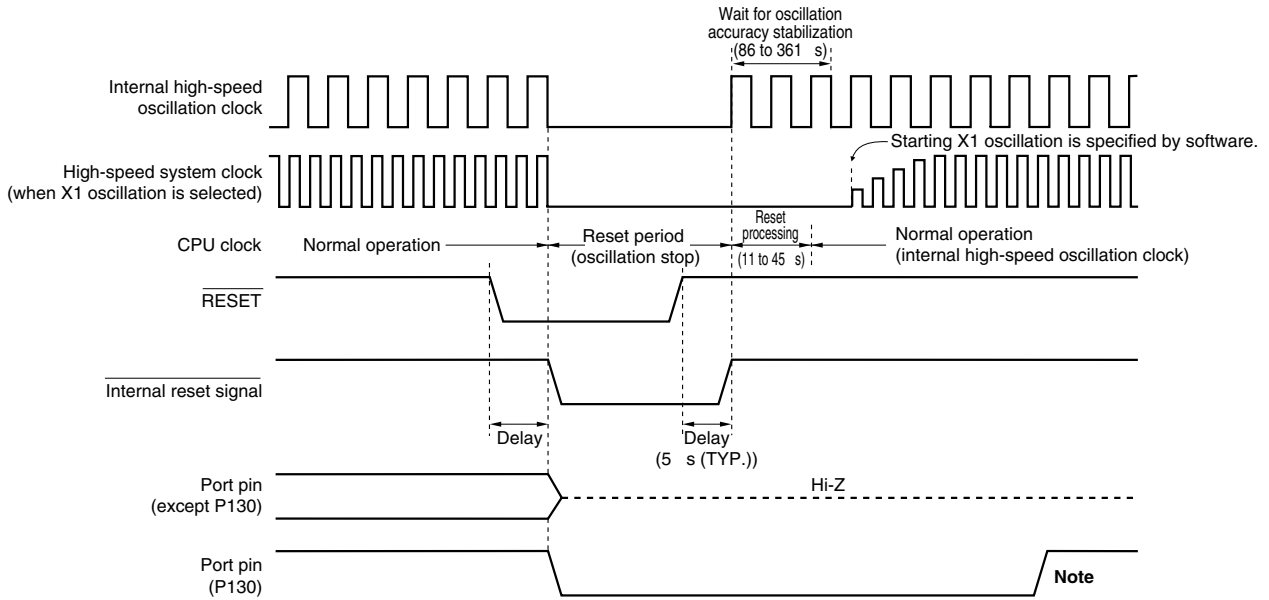 Wait for oscillation
accuracy stabilization
(86 to 361 s)
Internal high-speed
oscillation clock
Starting X1 oscillation is specified by software.
High-speed system clock
(when X1 oscillation is selected)
CPU clock
Normal operation
Reset period
(oscillation stop)
Reset
processing
(11 to 45 s)
Normal operation
(internal high-speed oscillation clock)
RESET
Internal reset signal
Delay
Delay
(5 s (TYP.))
Port pin
(except P130)
Hi-Z
Port pin
(P130)
Note